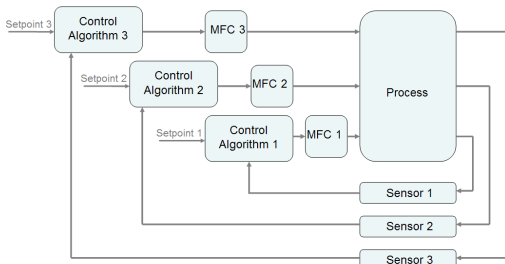 Setpoint 3
Control
Algorithm 3
MFC 3
Setpoint 2
Control
Algorithm 2
MFC 2
Process
Setpoint 1
Control
Algorithm 1
MFC 1
Sensor 1
Sensor 2
Sensor 3